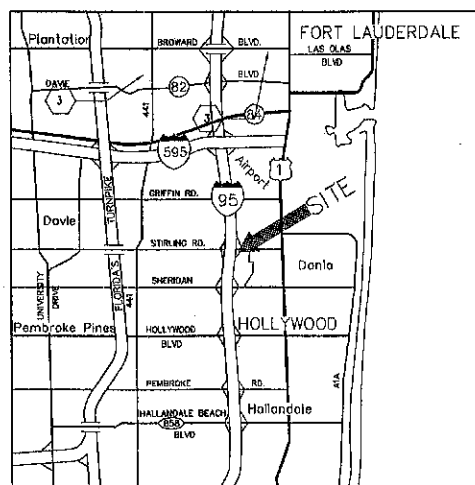 FORT LAUDERDALE
Plantation
BROWARD BLVD.
LAS OLAS
BLVD
DAVIE BLVD
82
3
441
3
84
595
Airport
1
TURNPIKE
GRIFFIN RD.
95
SITE
Davie
STIRLING RD.
Dania
SHERIDAN
UNIVERSITY
DRIVE
FLORIDA'S
441
Pembroke Pines
HOLLYWOOD
BLVD
HOLLYWOOD
A1A
PEMBROKE RD.
HALLANDALE BEACH
Hallandale
858
BLVD